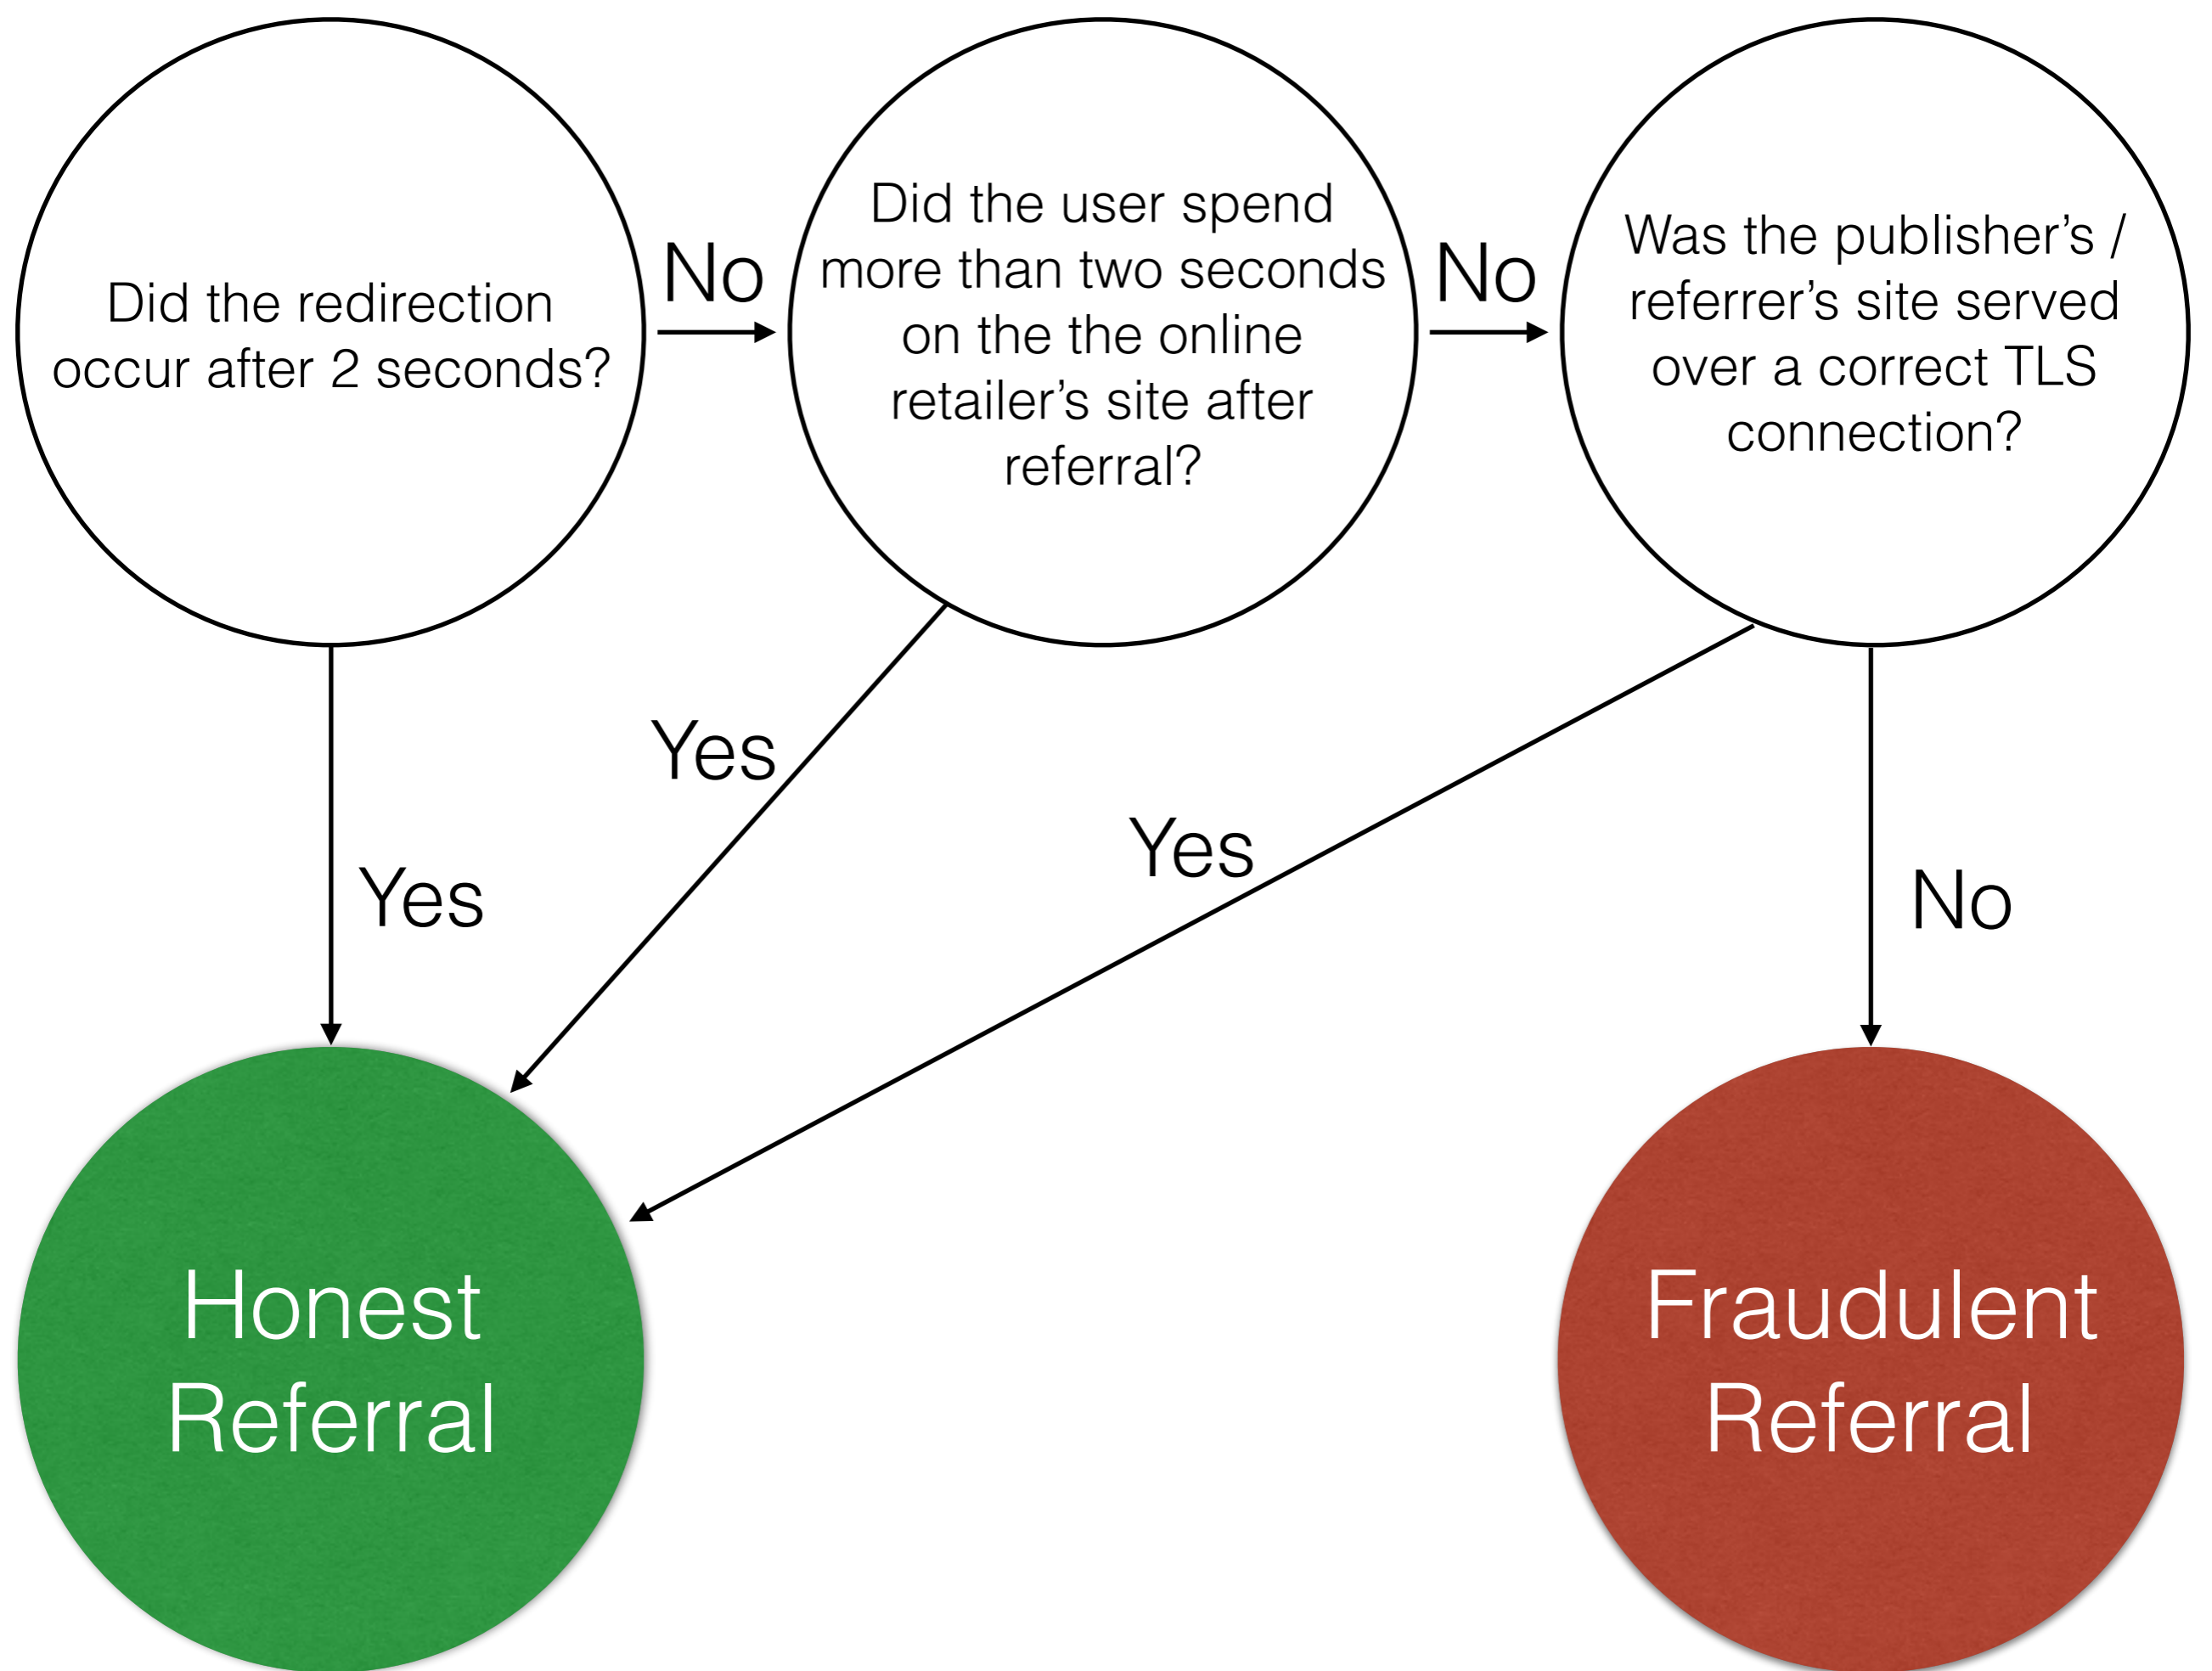 Did the redirection
occur after 2 seconds?
No
Did the user spend
more than two seconds
on the the online
retailer’s site after
referral?
No
Was the publisher’s /
referrer’s site served
over a correct TLS
connection?
Yes
Yes
Yes
No
Honest
Referral
Fraudulent
Referral